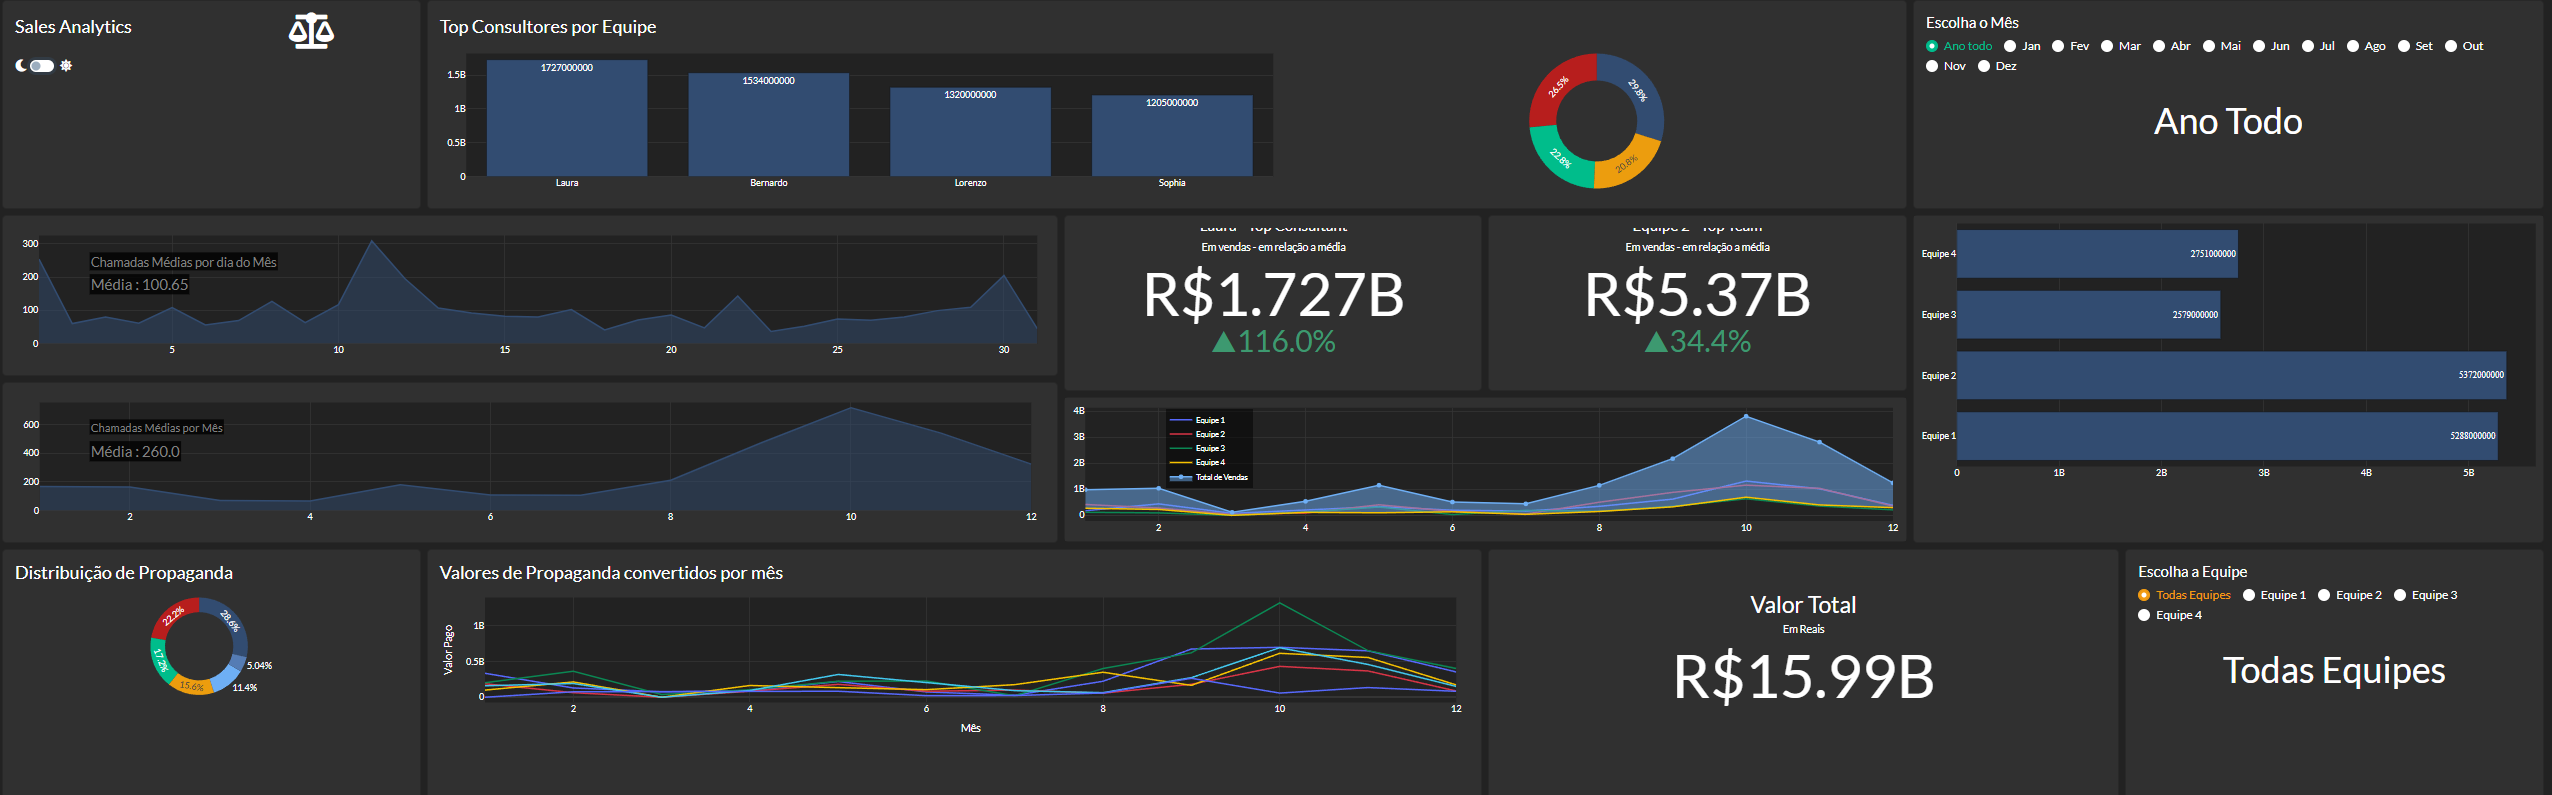 Sales Analytics
Top Consultores por Equipe
1.5B
1B
0.5B
0
1727000000
1534000000
1320000000
1205000000
Laura
Bernardo
Lorenzo
Sophia
26.5%
29.8%
22.8%
20.8%
Escolha o Mês
Ano todo Jan Fev Mar Abr Mai Jun Jul Ago Set Out
Nov Dez
Ano Todo
300
200
100
0
Chamadas Médias por dia do Mês
Média : 100.65
5 10 15 20 25 30
Laura - Top Consultant
Em vendas - em relação a média
R$1.727B
▲116.0%
Equipe 2 - Top Team
Em vendas - em relação a média
R$5.37B
▲34.4%
Equipe 4
2751000000
Equipe 3
2579000000
Equipe 2
5372000000
Equipe 1
5288000000
0 1B 2B 3B 4B 5B
600
400
200
0
Chamadas Médias por Mês
Média : 260.0
2 4 6 8 10 12
4B
3B
2B
1B
0
Equipe 1
Equipe 2
Equipe 3
Equipe 4
Total de Vendas
2 4 6 8 10 12
Distribuição de Propaganda
22.2%
28.6%
17.2%
5.04%
15.6%
11.4%
Valores de Propaganda convertidos por mês
Valor Pago
1B
0.5B
0
2 4 6 8 10 12
Mês
Valor Total
Em Reais
R$15.99B
Escolha a Equipe
Todas Equipes Equipe 1 Equipe 2 Equipe 3
Equipe 4
Todas Equipes